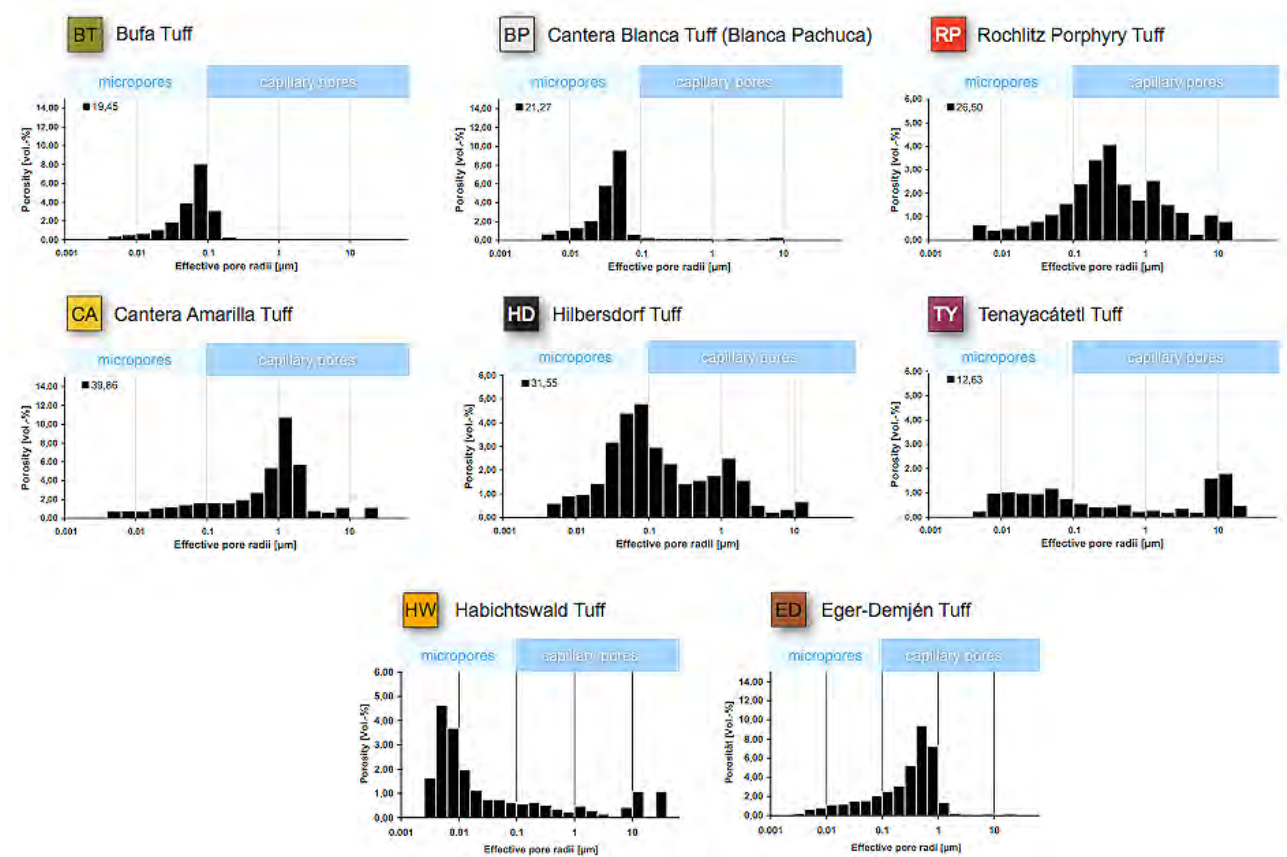 BT Bufa Tuff
micropores capillary pores
14,00
12,00
10,00
8,00
6,00
4,00
2,00
0,00
19,45
Porosity [vol.-%]
0.001 0.01 0.1 1 10
Effective pore radii [µm]
BP Cantera Blanca Tuff (Blanca Pachuca)
micropores capillary pores
14,00
12,00
10,00
8,00
6,00
4,00
2,00
0,00
21,27
Porosity [vol.-%]
0.001 0.01 0.1 1 10
Effective pore radii [µm]
RP Rochlitz Porphyry Tuff
micropores capillary pores
6,00
5,00
4,00
3,00
2,00
1,00
0,00
26,50
Porosity [vol.-%]
0.001 0.01 0.1 1 10
Effective pore radii [µm]
CA Cantera Amarilla Tuff
micropores capillary pores
14,00
12,00
10,00
8,00
6,00
4,00
2,00
0,00
39,86
Porosity [vol.-%]
0.001 0.01 0.1 1 10
Effective pore radii [µm]
HD Hilbersdorf Tuff
micropores capillary pores
6,00
5,00
4,00
3,00
2,00
1,00
0,00
31,55
Porosity [vol.-%]
0.001 0.01 0.1 1 10
Effective pore radii [µm]
TY Tenayacátetl Tuff
micropores capillary pores
6,00
5,00
4,00
3,00
2,00
1,00
0,00
12,63
Porosity [vol.-%]
0.001 0.01 0.1 1 10
Effective pore radii [µm]
HW Habichtswald Tuff
micropores capillary pores
6,00
5,00
4,00
3,00
2,00
1,00
0,00
Porosity [Vol.-%]
0.001 0.01 0.1 1 10
Effective pore radii [µm]
ED Eger-Demjén Tuff
micropores capillary pores
14,00
12,00
10,00
8,00
6,00
4,00
2,00
0,00
Porosität [Vol.-%]
0.001 0.01 0.1 1 10
Effective pore radi [µm]